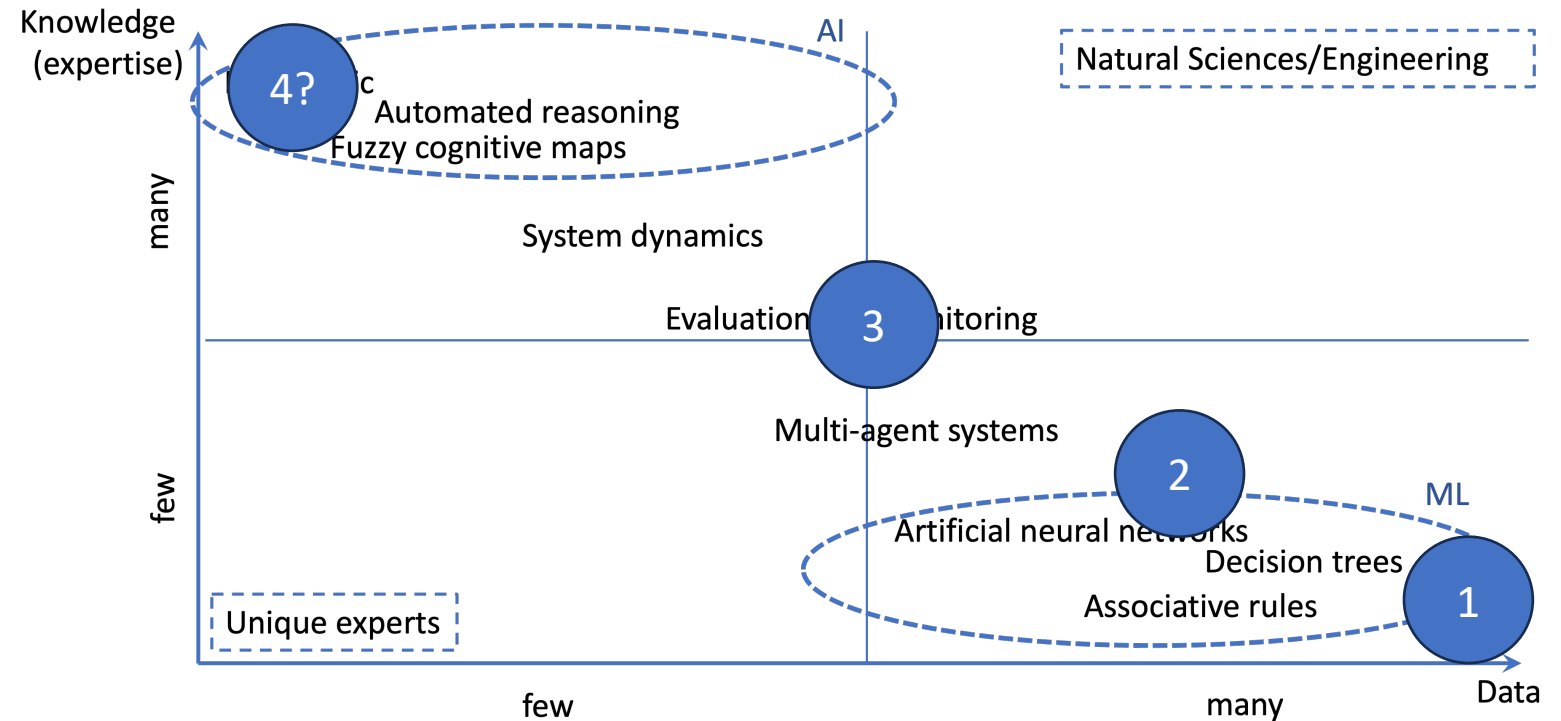 Knowledge
(expertise)
AI
Natural Sciences/Engineering
4?
Automated reasoning
Fuzzy cognitive maps
many
System dynamics
Evaluation
3
Multi-agent systems
2
few
ML
Artificial neural networks
Decision trees
Associative rules
1
Unique experts
few
many
Data